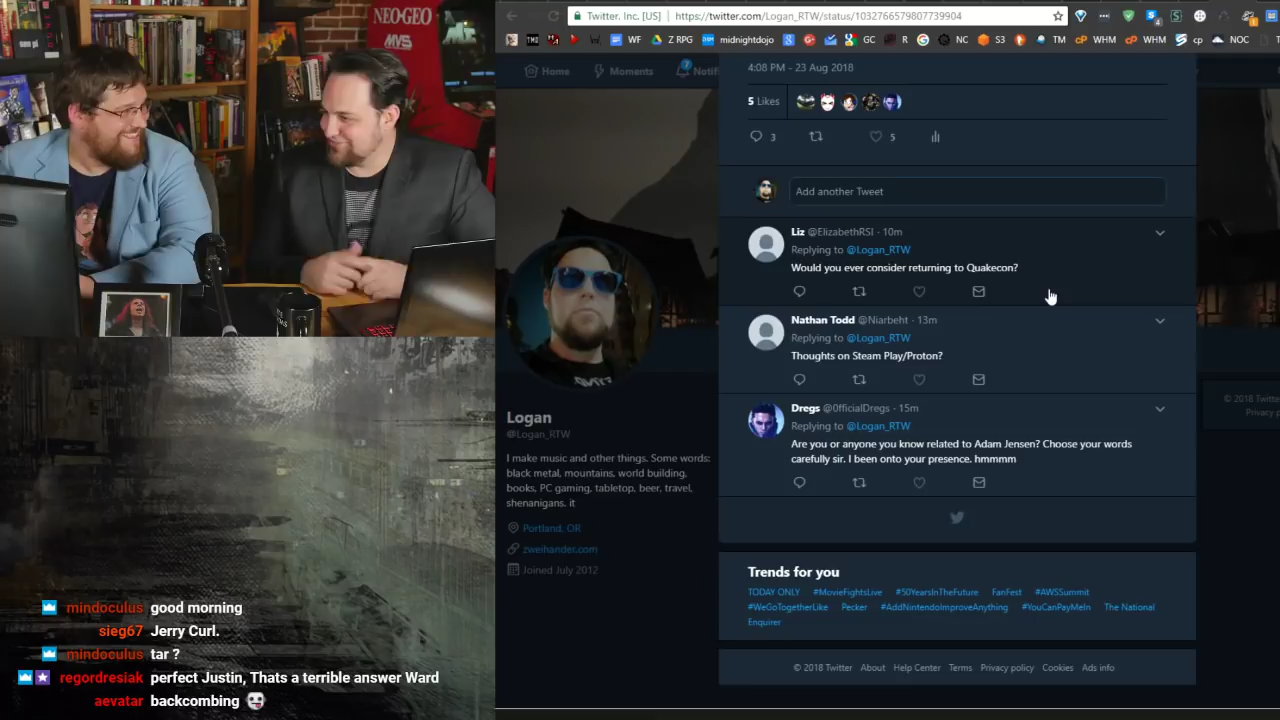 NEO·GEO
MVS
Twitter, Inc. [US]
https://twitter.com/Logan_RTW/status/1032766579807739904
WF
Z RPG
midnightdojo
GC
R
NC
S3
TM
WHM
WHM
cp
NOC
Home
Moments
Notifi
4:08 PM - 23 Aug 2018
5 Likes
3
5
Add another Tweet
Liz @ElizabethRSI · 10m
Replying to @Logan_RTW
Would you ever consider returning to Quakecon?
Nathan Todd @Niarbeht · 13m
Replying to @Logan_RTW
Thoughts on Steam Play/Proton?
Dregs @0fficialDregs · 15m
Replying to @Logan_RTW
Are you or anyone you know related to Adam Jensen? Choose your words
carefully sir. I been onto your presence. hmmmm
Logan
@Logan_RTW
I make music and other things. Some words:
black metal, mountains, world building,
books, PC gaming, tabletop, beer, travel,
shenanigans. it
Portland, OR
zweihander.com
Joined July 2012
© 2018 Twitte
Privacy p
Trends for you
TODAY ONLY #MovieFightsLive #50YearsInTheFuture FanFest #AWSSummit
#WeGoTogetherLike Pecker #AddNintendoImproveAnything #YouCanPayMeIn The National
Enquirer
© 2018 Twitter About Help Center Terms Privacy policy Cookies Ads info
mindoculus good morning
sieg67 Jerry Curl.
mindoculus tar ?
regordresiak perfect Justin, Thats a terrible answer Ward
aevatar backcombing